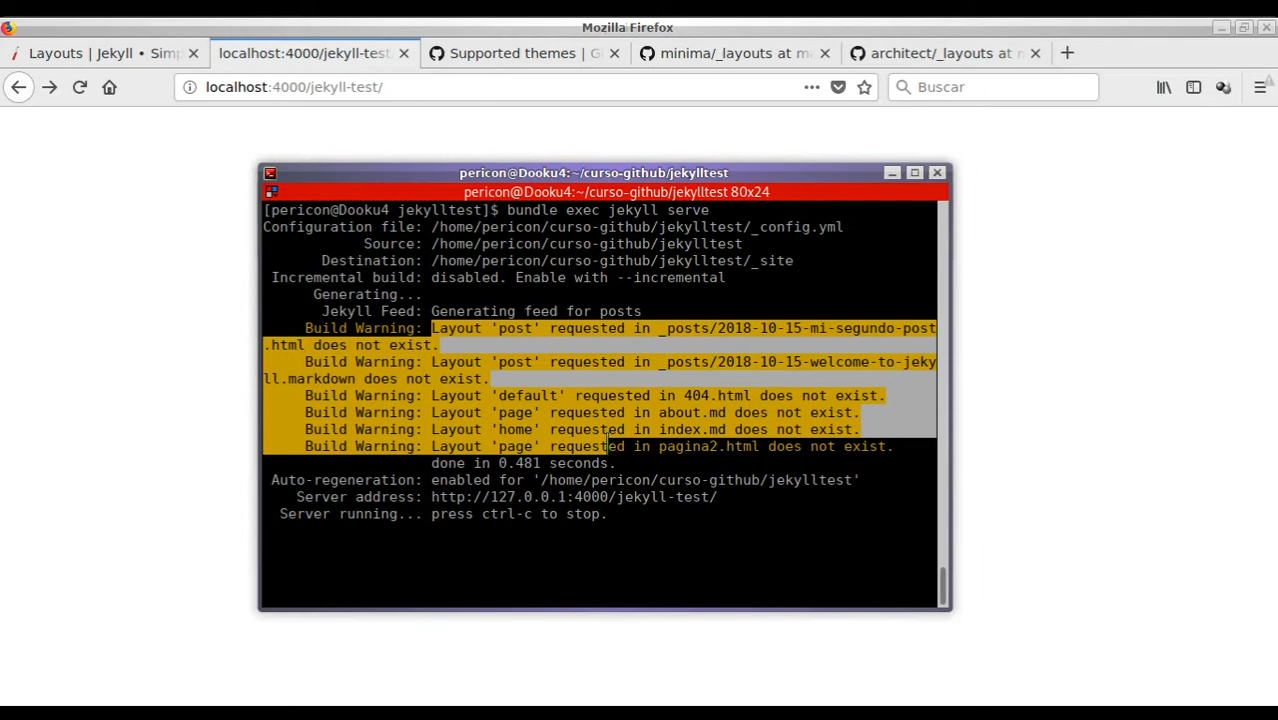 Mozilla Firefox
Layouts | Jekyll • Sim
localhost:4000/jekyll-test
Supported themes | G
minima/_layouts at m
architect/_layouts at
localhost:4000/jekyll-test/
Buscar
pericon@Dooku4:~/curso-github/jekylltest
pericon@Dooku4:~/curso-github/jekylltest 80x24
[pericon@Dooku4 jekylltest]$ bundle exec jekyll serve
Configuration file: /home/pericon/curso-github/jekylltest/_config.yml
Source: /home/pericon/curso-github/jekylltest
Destination: /home/pericon/curso-github/jekylltest/_site
Incremental build: disabled. Enable with --incremental
Generating...
Jekyll Feed: Generating feed for posts
Build Warning: Layout 'post' requested in _posts/2018-10-15-mi-segundo-post
.html does not exist.
Build Warning: Layout 'post' requested in _posts/2018-10-15-welcome-to-jeky
ll.markdown does not exist.
Build Warning: Layout 'default' requested in 404.html does not exist.
Build Warning: Layout 'page' requested in about.md does not exist.
Build Warning: Layout 'home' requested in index.md does not exist.
Build Warning: Layout 'page' requested in pagina2.html does not exist.
done in 0.481 seconds.
Auto-regeneration: enabled for '/home/pericon/curso-github/jekylltest'
Server address: http://127.0.0.1:4000/jekyll-test/
Server running... press ctrl-c to stop.